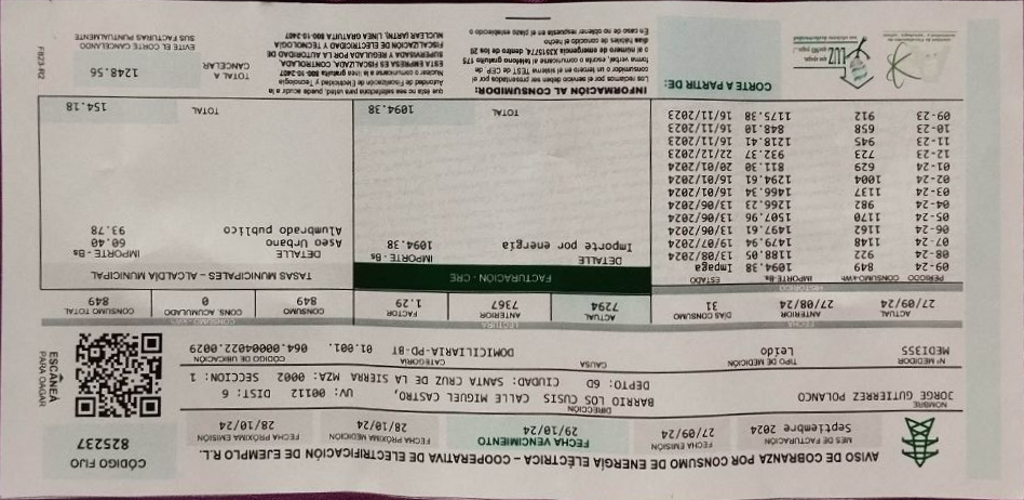 AVISO DE COBRANZA POR CONSUMO DE ENERGÍA ELÉCTRICA – COOPERATIVA DE ELECTRIFICACIÓN DE EJEMPLO R.L.
CÓDIGO FIJO
825237
MES DE FACTURACIÓN
Septiembre 2024
FECHA EMISIÓN
27/09/24
FECHA VENCIMIENTO
29/10/24
FECHA PRÓXIMA MEDICIÓN
28/10/24
FECHA PRÓXIMA EMISIÓN
28/10/24
NOMBRE
JORGE GUTIERREZ POLANCO
DIRECCIÓN
BARRIO LOS CUSIS CALLE MIGUEL CASTRO, UV: 00112 DIST: 6
DEPTO: 6D CIUDAD: SANTA CRUZ DE LA SIERRA MZA: 0002 SECCION: 1
ESCANEÁ
PARA
Nº MEDIDOR
MEDI355
TIPO DE MEDICIÓN
Leído
CAUSA
CATEGORÍA
DOMICILIARIA-PD-BT
CÓDIGO DE UBICACIÓN
01.001. 064.00004022.0029
FECHA
LECTURA
CONSUMO - kWh
ACTUAL
27/09/24
ANTERIOR
27/08/24
DÍAS CONSUMO
31
ACTUAL
7294
ANTERIOR
7367
FACTOR
1.29
CONSUMO
849
CONS. ACUMULADO
0
CONSUMO TOTAL
849
HISTÓRICO
PERIODO CONSUMO-kWh IMPORTE-Bs ESTADO
09-24 849 1094.38 Impaga
08-24 922 1188.05 13/08/2024
07-24 1148 1479.94 19/07/2024
06-24 1162 1497.61 13/06/2024
05-24 1170 1507.96 13/06/2024
04-24 982 1266.23 13/06/2024
03-24 1137 1466.34 16/01/2024
02-24 1004 1294.61 16/01/2024
01-24 629 811.30 20/01/2024
12-23 723 932.37 22/12/2023
11-23 945 1218.41 16/11/2023
10-23 658 848.10 16/11/2023
09-23 912 1175.38 16/11/2023
FACTURACIÓN - CRE
DETALLE IMPORTE - Bs
Importe por energía 1094.38
TOTAL 1094.38
TASAS MUNICIPALES – ALCALDÍA MUNICIPAL
DETALLE IMPORTE - Bs
Aseo Urbano 60.40
Alumbrado publico 93.78
TOTAL 154.18
LUZ
CORTE A PARTIR DE:
INFORMACIÓN AL CONSUMIDOR:
Los reclamos por el servicio deben ser presentados por el
consumidor o un tercero en el sistema TEST de CEP de
forma verbal, escrita o comunicarse al teléfono gratuito 175
o al número de emergencia X3515774, dentro de los 20
días hábiles de conocido el hecho
En caso de no obtener respuesta en el plazo establecido o
que ésta no sea satisfactoria para usted, puede acudir a la
Autoridad de Fiscalización de Electricidad y Tecnología
Nuclear o comunicarse a la línea gratuita 800-10-2407
ESTA EMPRESA ES FISCALIZADA, CONTROLADA,
SUPERVISADA Y REGULADA POR LA AUTORIDAD DE
FISCALIZACIÓN DE ELECTRICIDAD Y TECNOLOGÍA
NUCLEAR AETN, LÍNEA GRATUITA 800-10-2407
TOTAL A
CANCELAR
1248.56
EVITE EL CORTE CANCELANDO
SUS FACTURAS PUNTUALMENTE